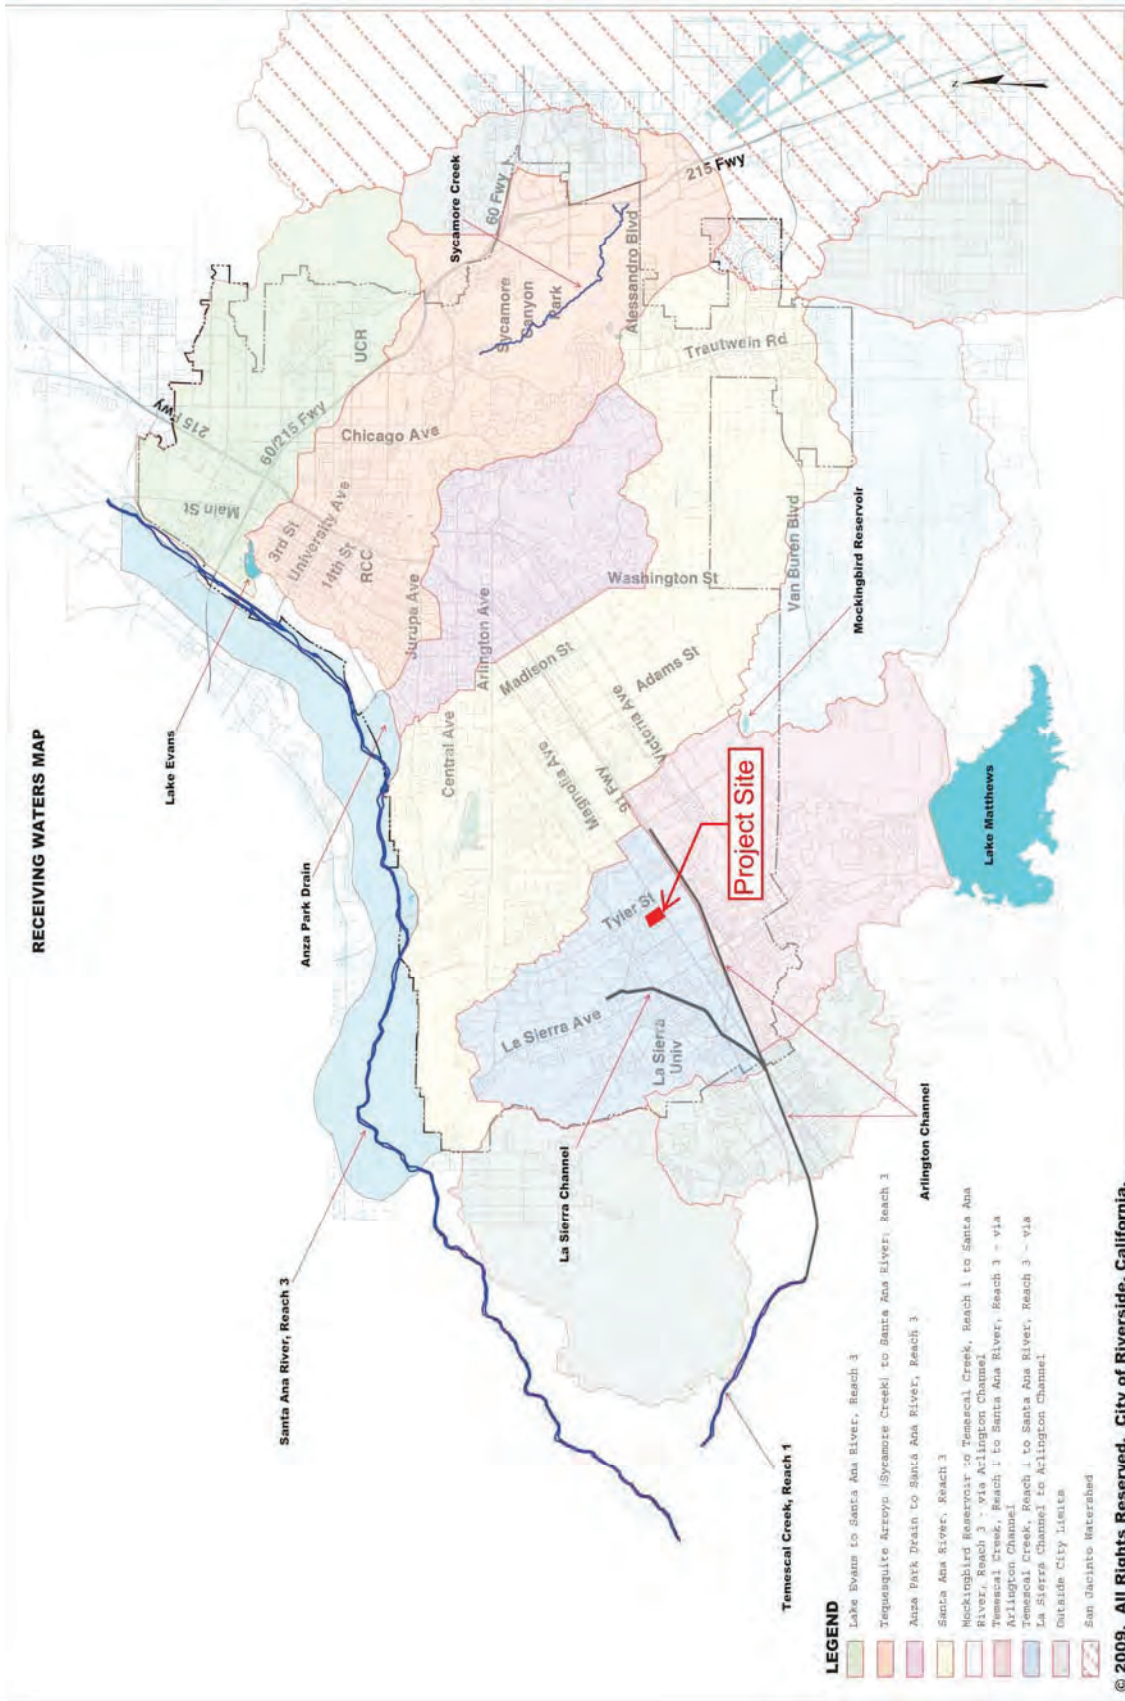 RECEIVING WATERS MAP
Santa Ana River, Reach 3
Temescal Creek, Reach 1
La Sierra Channel
Arlington Channel
Anza Park Drain
Lake Evans
Sycamore Creek
Mockingbird Reservoir
Lake Matthews
Project Site
215 Fwy
60/215 Fwy
Main St
UCR
60 Fwy
215 Fwy
3rd St
University Ave
14th St
RCC
Chicago Ave
Sycamore
Canyon
Park
Alessandro Blvd
Trautwein Rd
Jurupa Ave
Arlington Ave
Central Ave
Washington St
Van Buren Blvd
Madison St
Adams St
Victoria Ave
91 Fwy
Magnolia Ave
Tyler St
La Sierra Ave
La Sierra
Univ
LEGEND
Lake Evans to Santa Ana River, Reach 3
Tequesquite Arroyo (Sycamore Creek) to Santa Ana River, Reach 3
Anza Park Drain to Santa Ana River, Reach 3
Santa Ana River, Reach 3
Mockingbird Reservoir to Temescal Creek, Reach 1 to Santa Ana
River, Reach 3 - via Arlington Channel
Temescal Creek, Reach 1 to Santa Ana River, Reach 3 - via
Arlington Channel
Temescal Creek, Reach 1 to Santa Ana River, Reach 3 - via
La Sierra Channel to Arlington Channel
Outside City Limits
San Jacinto Watershed
© 2009. All Rights Reserved. City of Riverside, California.